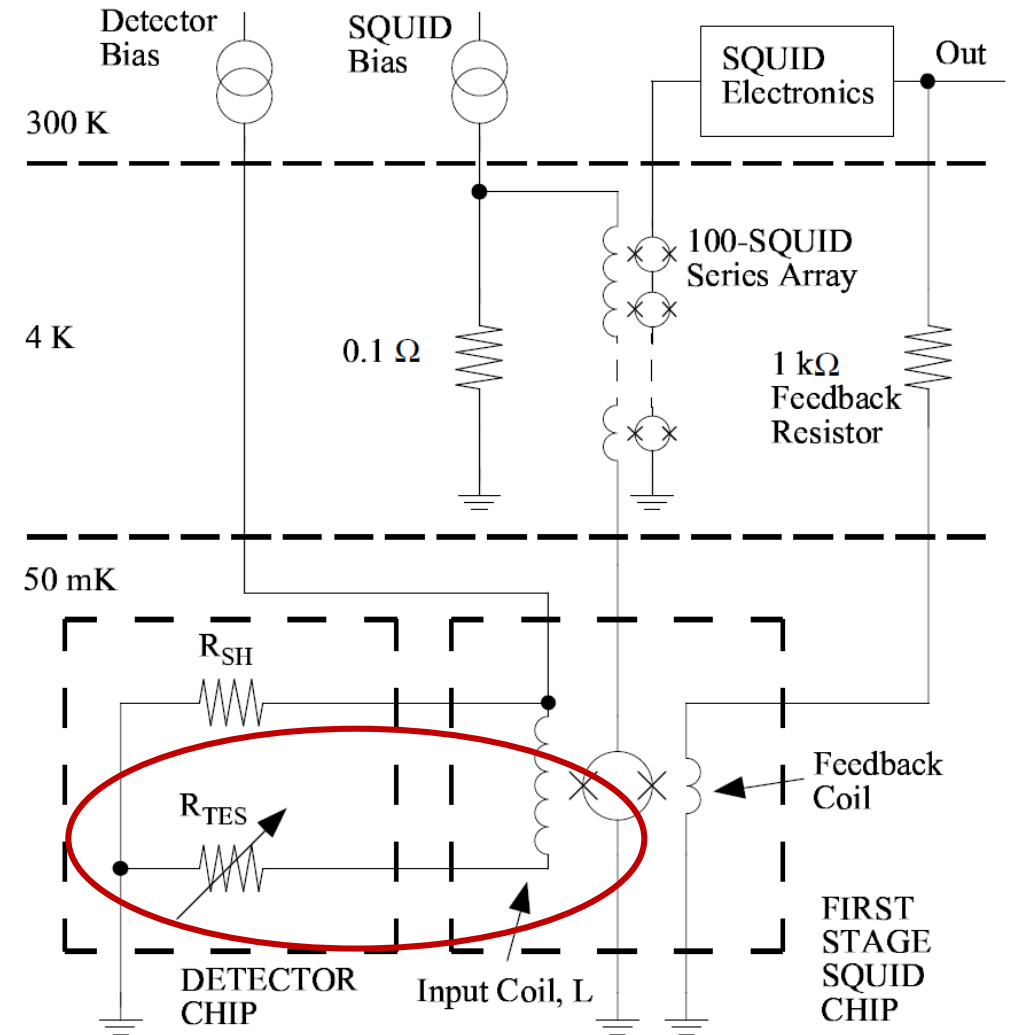 Detector
Bias
SQUID
Bias
SQUID
Electronics
Out
300 K
100-SQUID
Series Array
4 K
0.1 Ω
1 kΩ
Feedback
Resistor
50 mK
R_SH
R_TES
Feedback
Coil
DETECTOR
CHIP
Input Coil, L
FIRST
STAGE
SQUID
CHIP